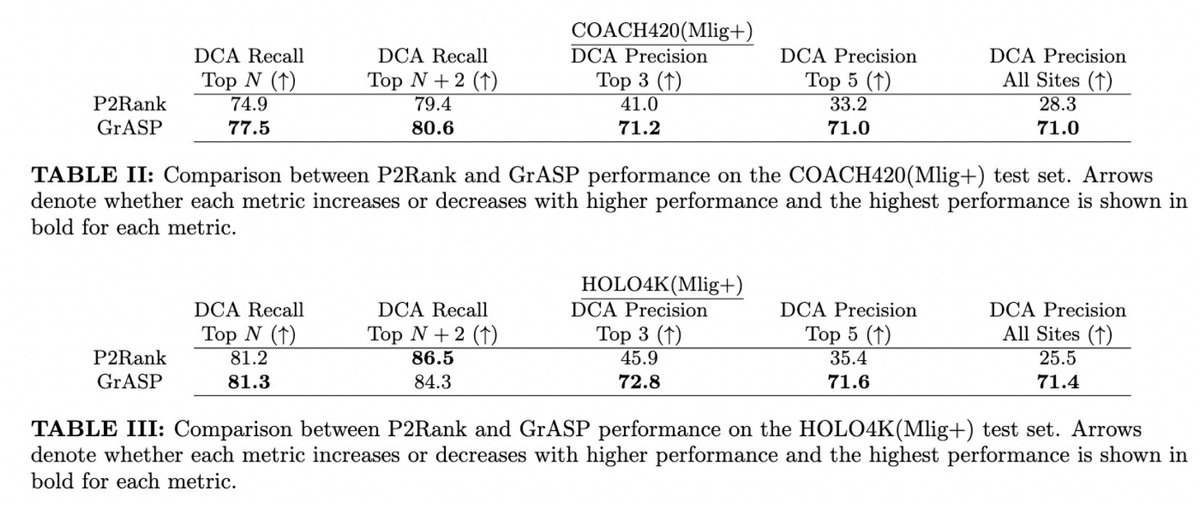 COACH420(Mlig+)
DCA Recall DCA Recall DCA Precision DCA Precision DCA Precision
Top N (↑) Top N + 2 (↑) Top 3 (↑) Top 5 (↑) All Sites (↑)
P2Rank 74.9 79.4 41.0 33.2 28.3
GrASP 77.5 80.6 71.2 71.0 71.0
TABLE II: Comparison between P2Rank and GrASP performance on the COACH420(Mlig+) test set. Arrows
denote whether each metric increases or decreases with higher performance and the highest performance is shown in
bold for each metric.
HOLO4K(Mlig+)
DCA Recall DCA Recall DCA Precision DCA Precision DCA Precision
Top N (↑) Top N + 2 (↑) Top 3 (↑) Top 5 (↑) All Sites (↑)
P2Rank 81.2 86.5 45.9 35.4 25.5
GrASP 81.3 84.3 72.8 71.6 71.4
TABLE III: Comparison between P2Rank and GrASP performance on the HOLO4K(Mlig+) test set. Arrows
denote whether each metric increases or decreases with higher performance and the highest performance is shown in
bold for each metric.